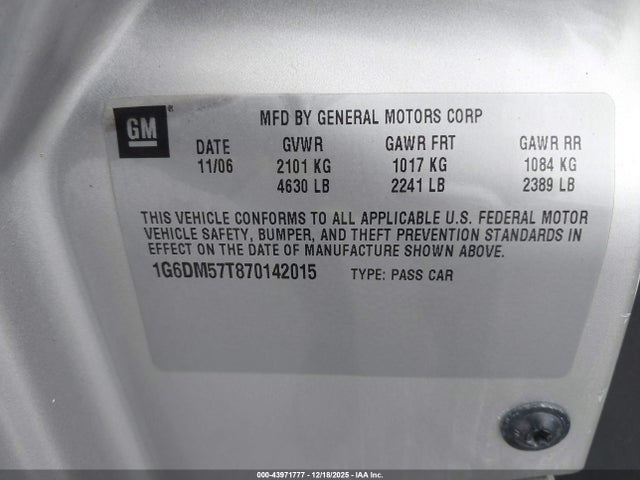 GM
MFD BY GENERAL MOTORS CORP
DATE GVWR GAWR FRT GAWR RR
11/06 2101 KG 1017 KG 1084 KG
4630 LB 2241 LB 2389 LB
THIS VEHICLE CONFORMS TO ALL APPLICABLE U.S. FEDERAL MOTOR
VEHICLE SAFETY, BUMPER, AND THEFT PREVENTION STANDARDS IN
EFFECT ON THE DATE OF MANUFACTURE SHOWN ABOVE.
1G6DM57T870142015 TYPE: PASS CAR
000-43971777 - 12/18/2025 - IAA Inc.